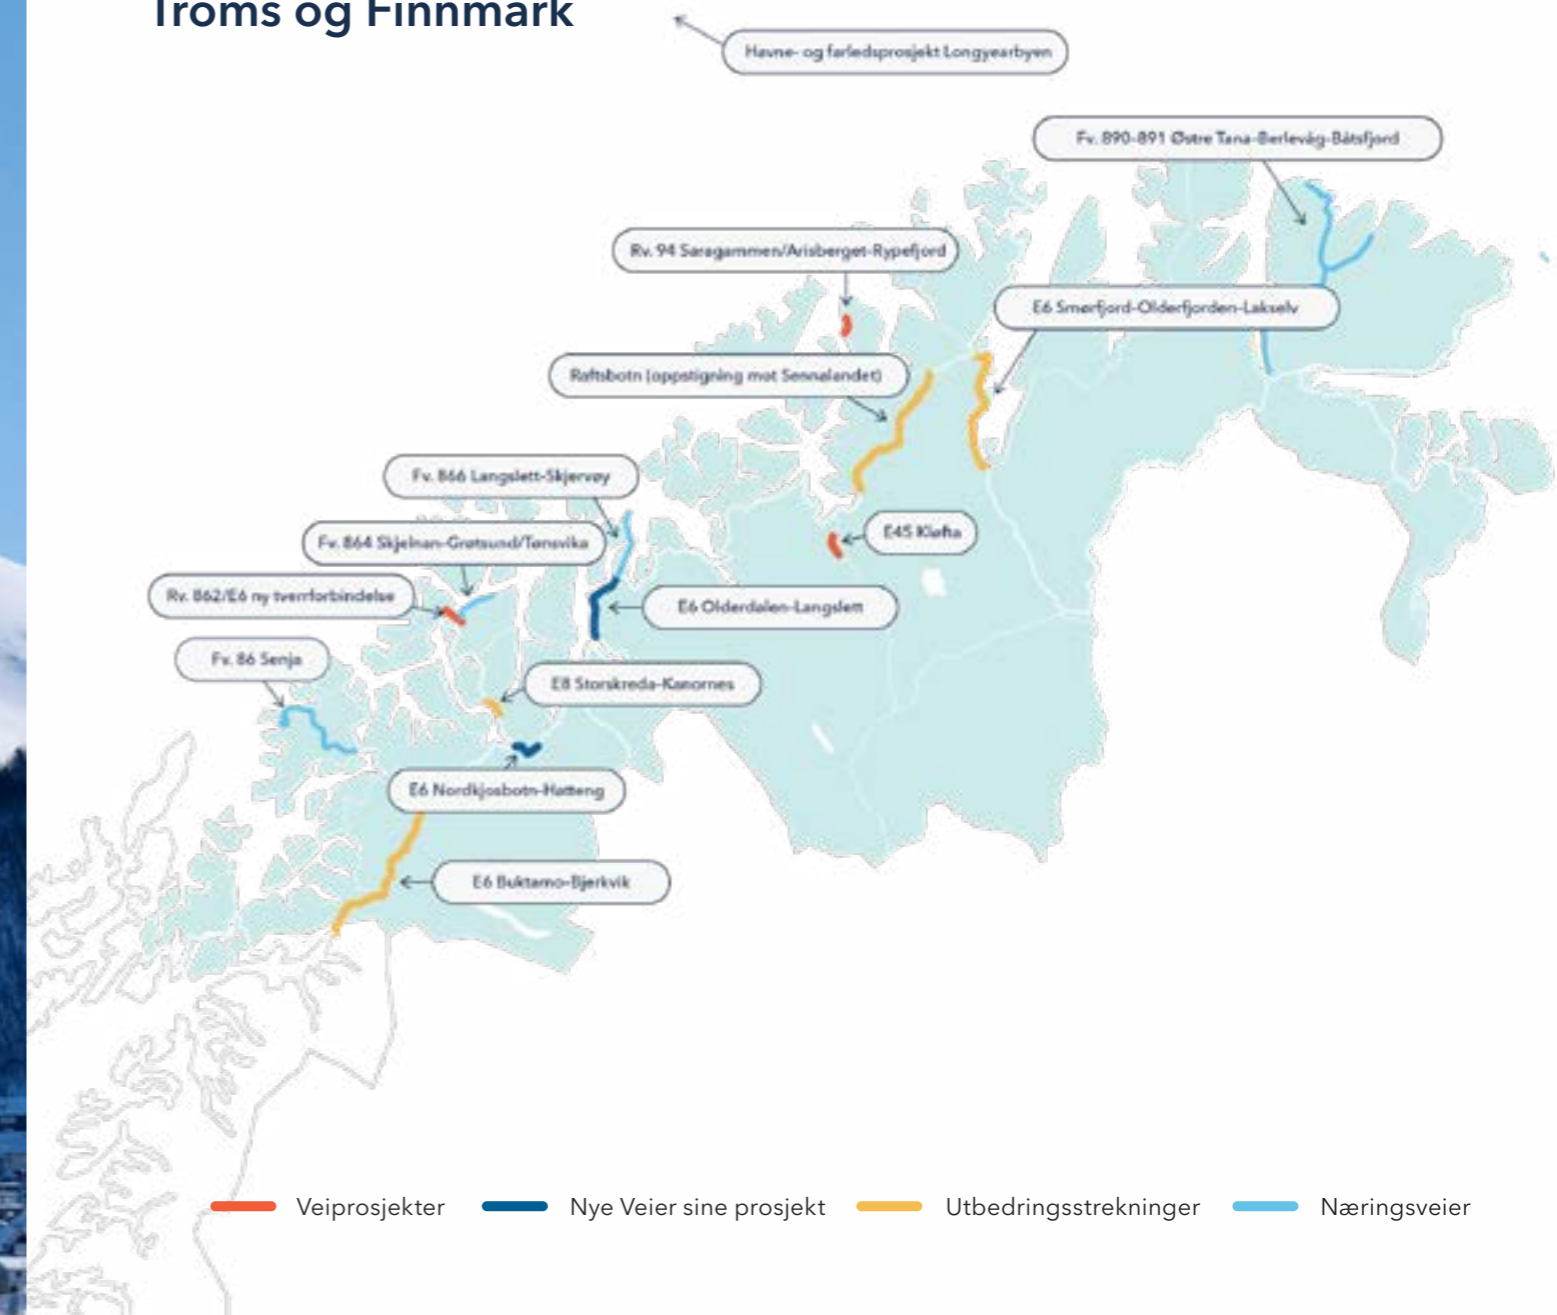 Troms og Finnmark
Havne- og farledsprosjekt Longyearbyen
Fv. 890-891 Østre Tana-Berlevåg-Båtsfjord
Rv. 94 Saragammen/Arisberget-Rypefjord
E6 Smørfjord-Olderfjorden-Lakselv
Raftsbotn (oppstigning mot Sennalandet)
Fv. 866 Langslett-Skjervøy
E45 Kløfta
Fv. 864 Skjelnan-Grøtsund/Tønsvika
Rv. 862/E6 ny tverrforbindelse
E6 Olderdalen-Langslett
Fv. 86 Senja
E8 Storskreda-Kanornes
E6 Nordkjosbotn-Hatteng
E6 Buktamo-Bjerkvik
Veiprosjekter
Nye Veier sine prosjekt
Utbedringsstrekninger
Næringsveier